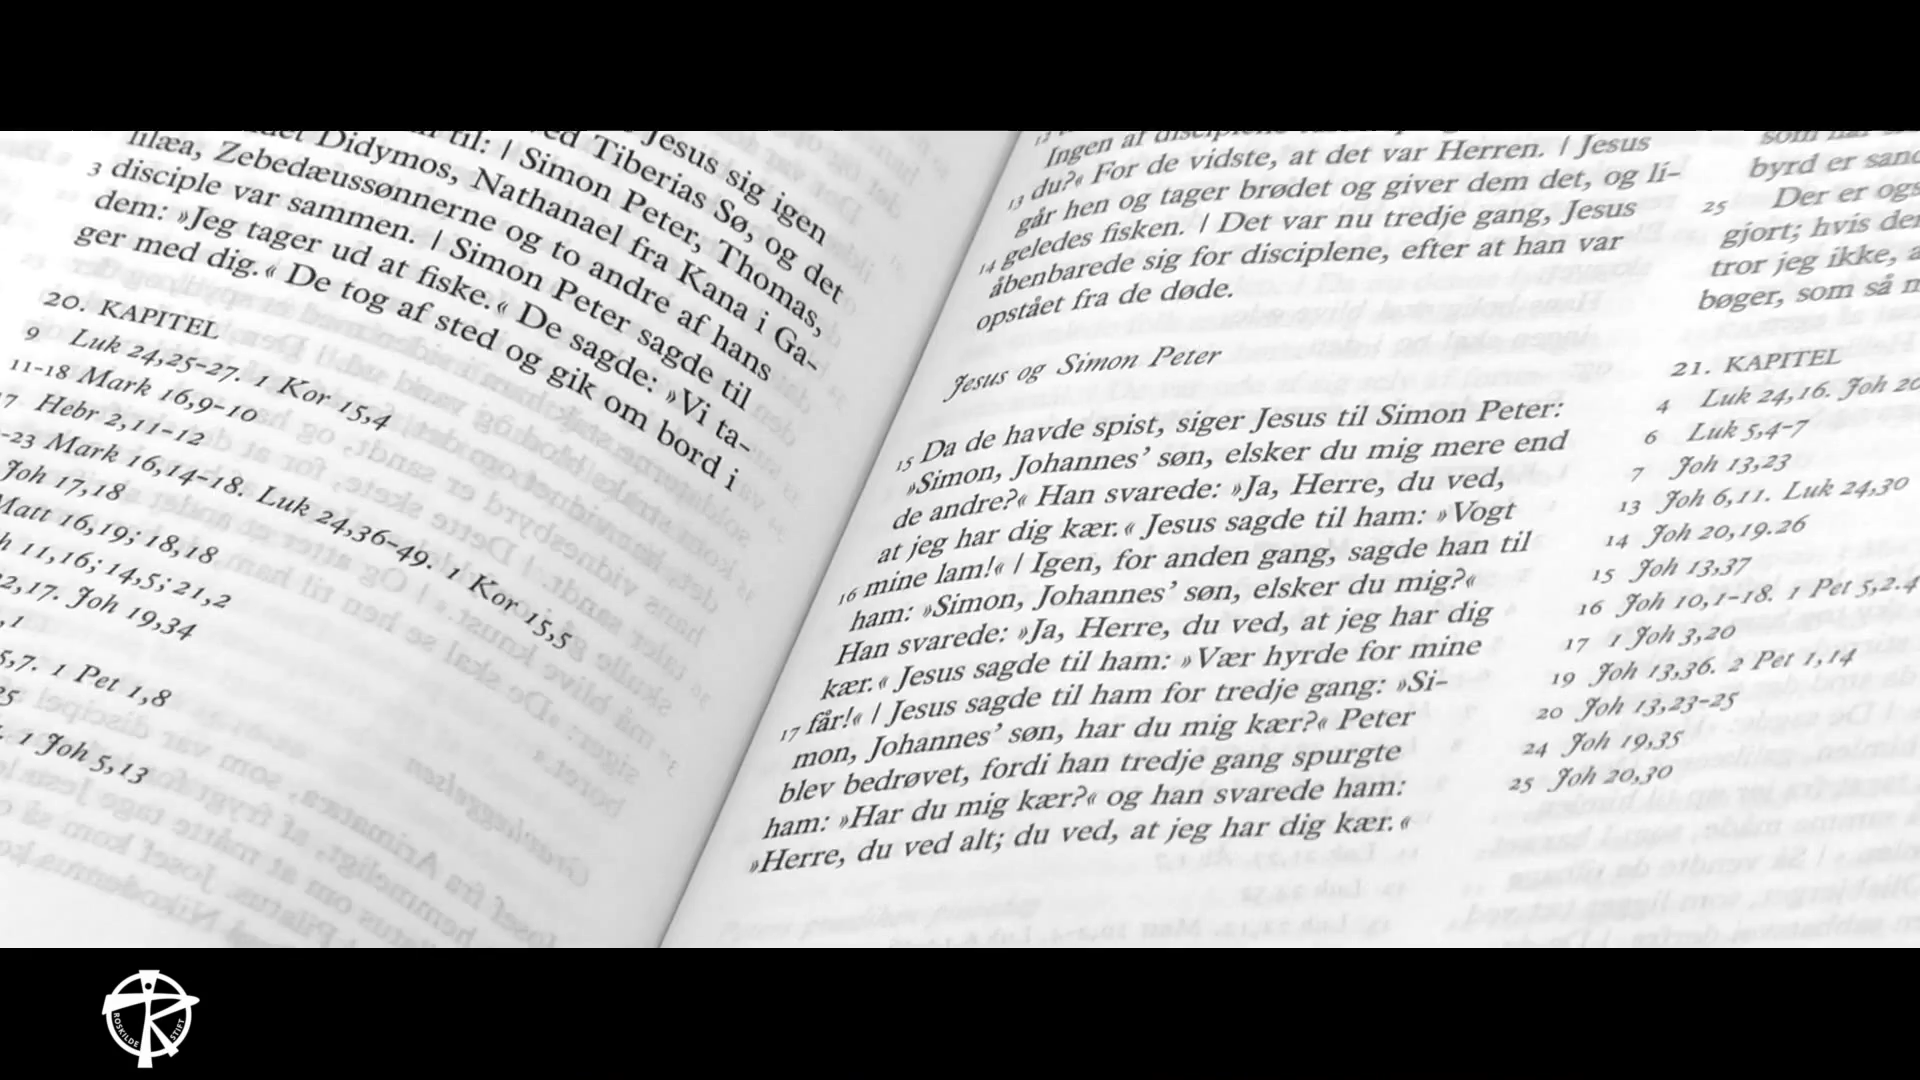 Jesus sig igen
ved Tiberias Sø, og det
til: | Simon Peter, Thomas,
Didymos, Nathanael fra Kana i Ga-
lilæa, Zebedæussønnerne og to andre af hans
3 disciple var sammen. | Simon Peter sagde til
dem: »Jeg tager ud at fiske.« De sagde: »Vi ta-
ger med dig.« De tog af sted og gik om bord i
20. KAPITEL
9 Luk 24,25-27. 1 Kor 15,4
11-18 Mark 16,9-10
17 Hebr 2,11-12
-23 Mark 16,14-18. Luk 24,36-49. 1 Kor 15,5
Joh 17,18
Matt 16,19; 18,18
11,16; 14,5; 21,2
2,17. Joh 19,34
,1
5,7. 1 Pet 1,8
25
1 Joh 5,13
Ingen af disciplene
13 du?« For de vidste, at det var Herren. | Jesus
går hen og tager brødet og giver dem det, og li-
14 geledes fisken. | Det var nu tredje gang, Jesus
åbenbarede sig for disciplene, efter at han var
opstået fra de døde.
Jesus og Simon Peter
15 Da de havde spist, siger Jesus til Simon Peter:
»Simon, Johannes' søn, elsker du mig mere end
de andre?« Han svarede: »Ja, Herre, du ved,
at jeg har dig kær.« Jesus sagde til ham: »Vogt
16 mine lam!« | Igen, for anden gang, sagde han til
ham: »Simon, Johannes' søn, elsker du mig?«
Han svarede: »Ja, Herre, du ved, at jeg har dig
kær.« Jesus sagde til ham: »Vær hyrde for mine
17 får!« | Jesus sagde til ham for tredje gang: »Si-
mon, Johannes' søn, har du mig kær?« Peter
blev bedrøvet, fordi han tredje gang spurgte
ham: »Har du mig kær?« og han svarede ham:
»Herre, du ved alt; du ved, at jeg har dig kær.«
som har
byrd er sand
25 Der er ogs
gjort; hvis der
tror jeg ikke, a
bøger, som så m
21. KAPITEL
4 Luk 24,16. Joh 20
6 Luk 5,4-7
7 Joh 13,23
13 Joh 6,11. Luk 24,30
14 Joh 20,19.26
15 Joh 13,37
16 Joh 10,1-18. 1 Pet 5,2.4
17 1 Joh 3,20
19 Joh 13,36. 2 Pet 1,14
20 Joh 13,23-25
24 Joh 19,35
25 Joh 20,30
ROSKILDE STIFT